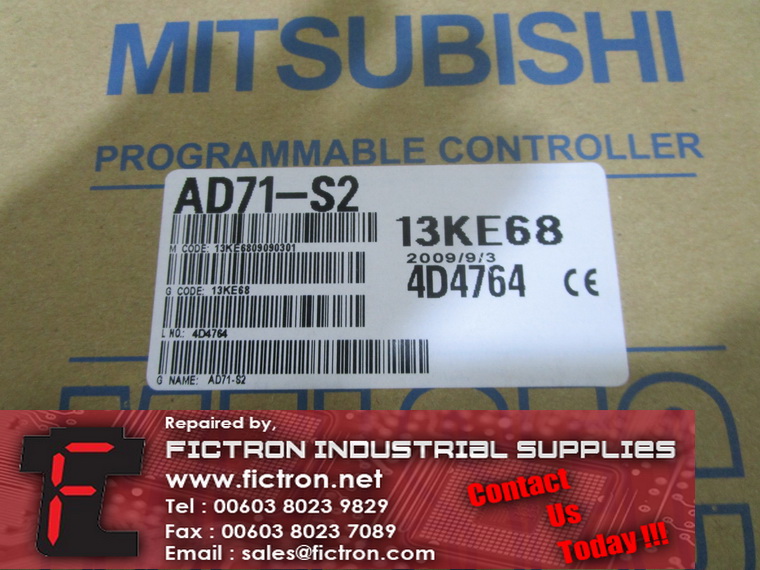 MITSUBISHI
PROGRAMMABLE CONTROLLER
AD71-S2
M CODE: 13KE6809090301
13KE68
2009/9/3
G CODE: 13KE68
4D4764 CE
L NO.: 4D4764
G NAME: AD71-S2
Repaired by,
FICTRON INDUSTRIAL SUPPLIES
www.fictron.net
Tel : 00603 8023 9829
Fax : 00603 8023 7089
Email : sales@fictron.com
Contact
Us
Today !!!